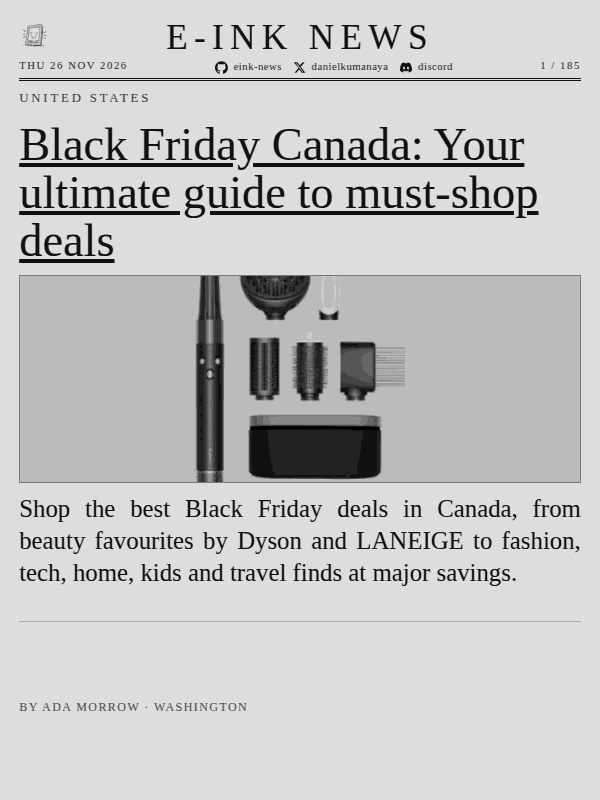 E-INK NEWS
THU 26 NOV 2026
eink-news danielkumanaya discord
1 / 185
UNITED STATES
Black Friday Canada: Your
ultimate guide to must-shop
deals
Shop the best Black Friday deals in Canada, from
beauty favourites by Dyson and LANEIGE to fashion,
tech, home, kids and travel finds at major savings.
BY ADA MORROW · WASHINGTON